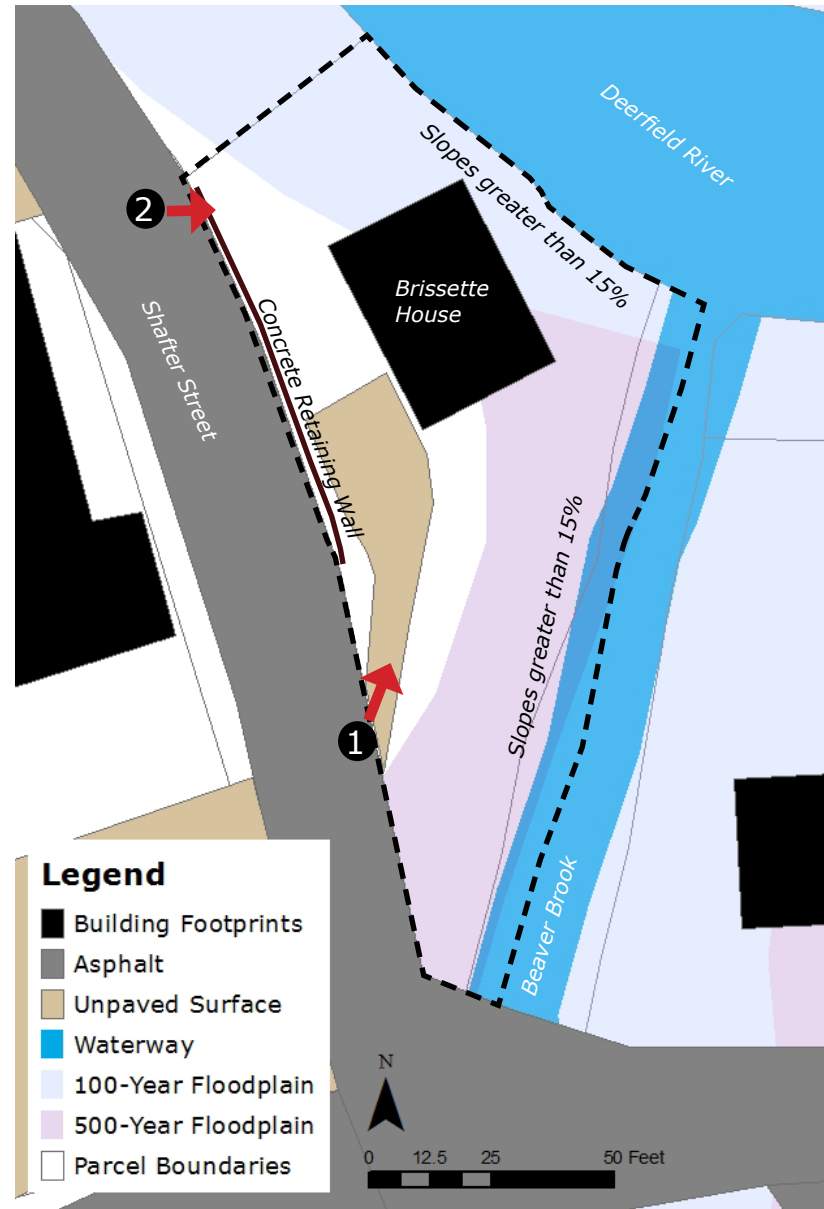 Deerfield River
Slopes greater than 15%
2
Brissette
House
Concrete Retaining Wall
Shafter Street
Slopes greater than 15%
1
Beaver Brook
Legend
Building Footprints
Asphalt
Unpaved Surface
Waterway
100-Year Floodplain
500-Year Floodplain
Parcel Boundaries
N
0 12.5 25 50 Feet